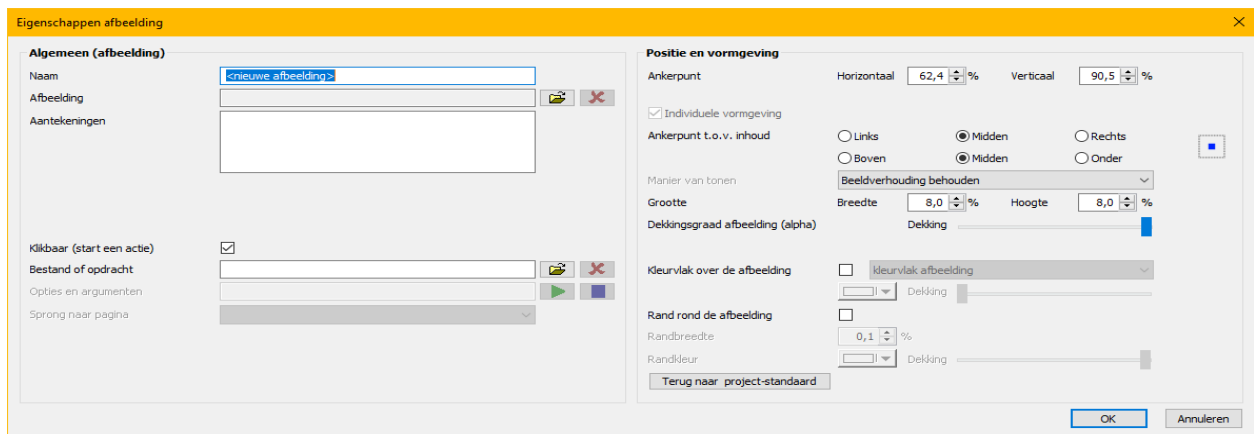 Eigenschappen afbeelding
Algemeen (afbeelding)
Naam <nieuwe afbeelding>
Afbeelding
Aantekeningen
Klikbaar (start een actie)
Bestand of opdracht
Opties en argumenten
Sprong naar pagina
Positie en vormgeving
Ankerpunt Horizontaal 62,4 % Verticaal 90,5 %
Individuele vormgeving
Ankerpunt t.o.v. inhoud Links Midden Rechts
Boven Midden Onder
Manier van tonen Beeldverhouding behouden
Grootte Breedte 8,0 % Hoogte 8,0 %
Dekkingsgraad afbeelding (alpha) Dekking
Kleurvlak over de afbeelding kleurvlak afbeelding
Dekking
Rand rond de afbeelding
Randbreedte 0,1 %
Randkleur Dekking
Terug naar project-standaard
OK Annuleren